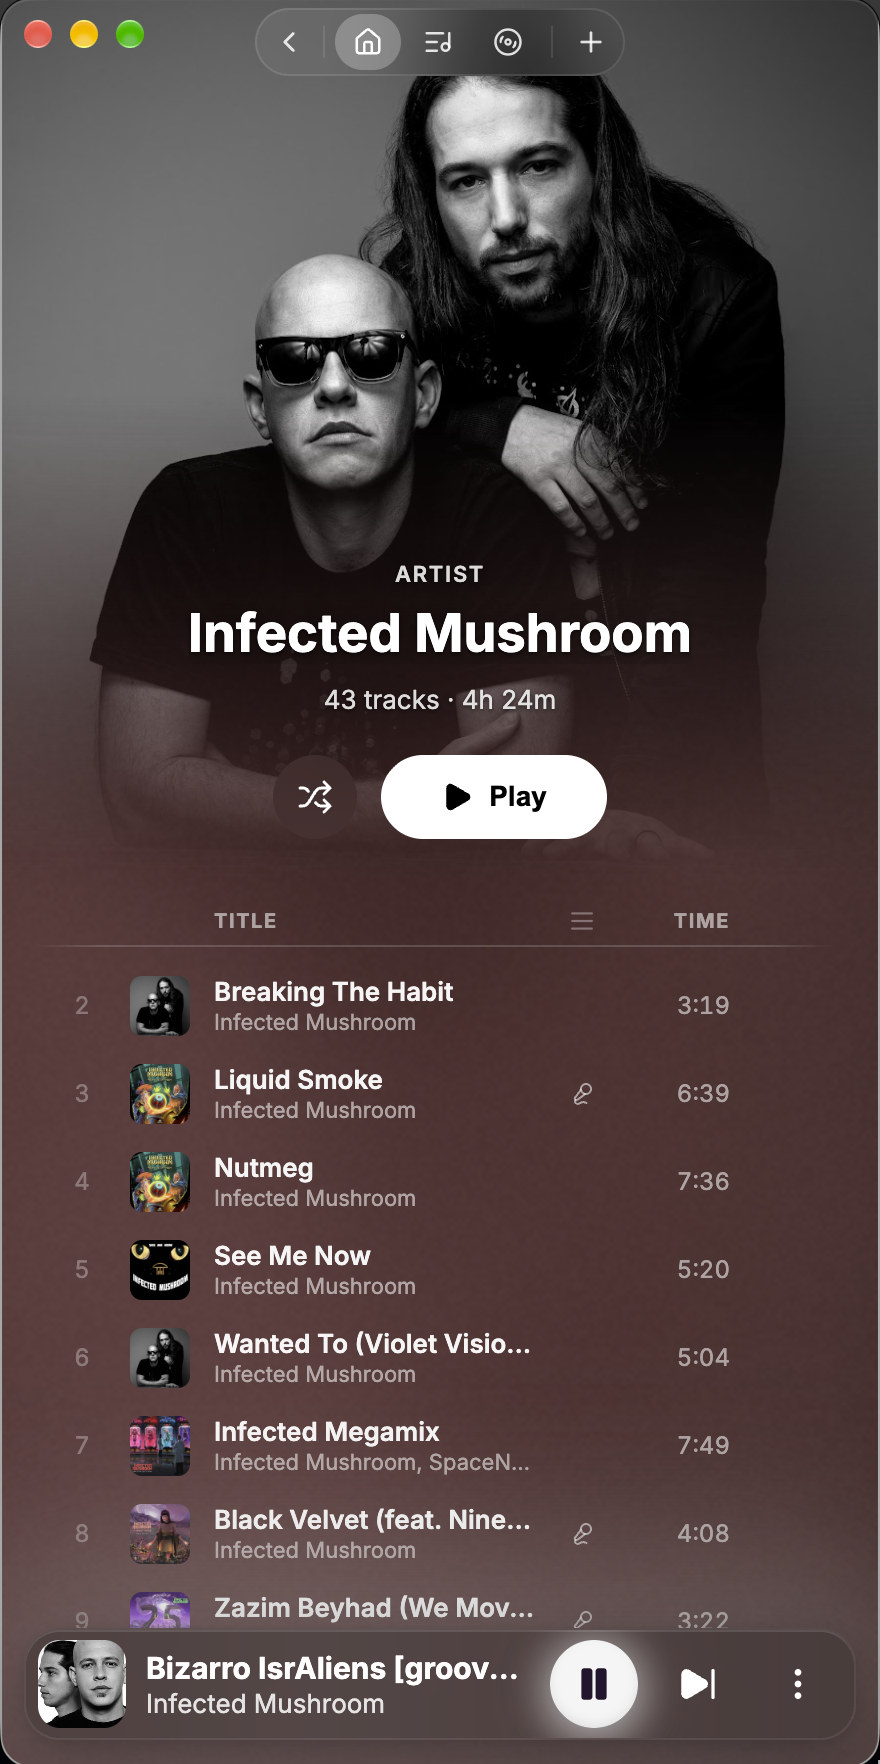 ARTIST
Infected Mushroom
43 tracks · 4h 24m
Play
TITLE
TIME
2
Breaking The Habit
Infected Mushroom
3:19
3
Liquid Smoke
Infected Mushroom
6:39
4
Nutmeg
Infected Mushroom
7:36
5
See Me Now
Infected Mushroom
5:20
INFECTED MUSHROOM
6
Wanted To (Violet Visio...
Infected Mushroom
5:04
7
Infected Megamix
Infected Mushroom, SpaceN...
7:49
8
Black Velvet (feat. Nine...
Infected Mushroom
4:08
9
25
Zazim Beyhad (We Mov...
3:22
Bizarro IsrAliens [groov...
Infected Mushroom